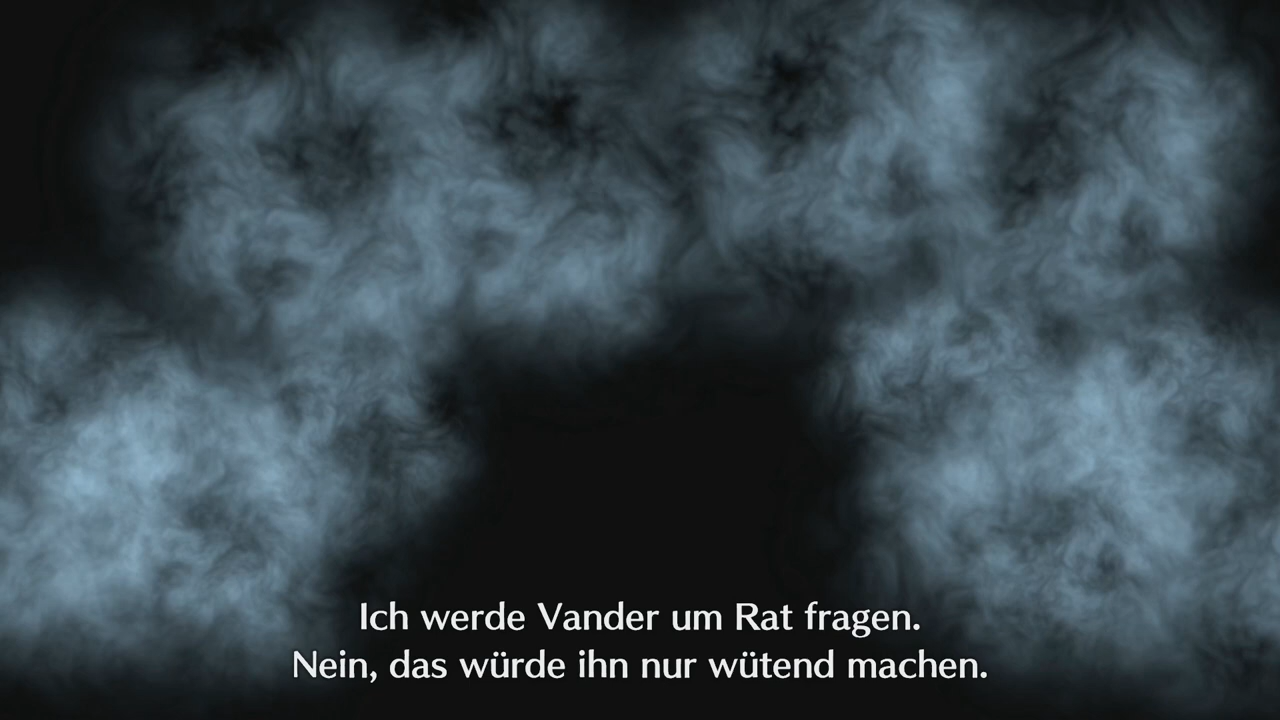 Ich werde Vander um Rat fragen.
Nein, das würde ihn nur wütend machen.